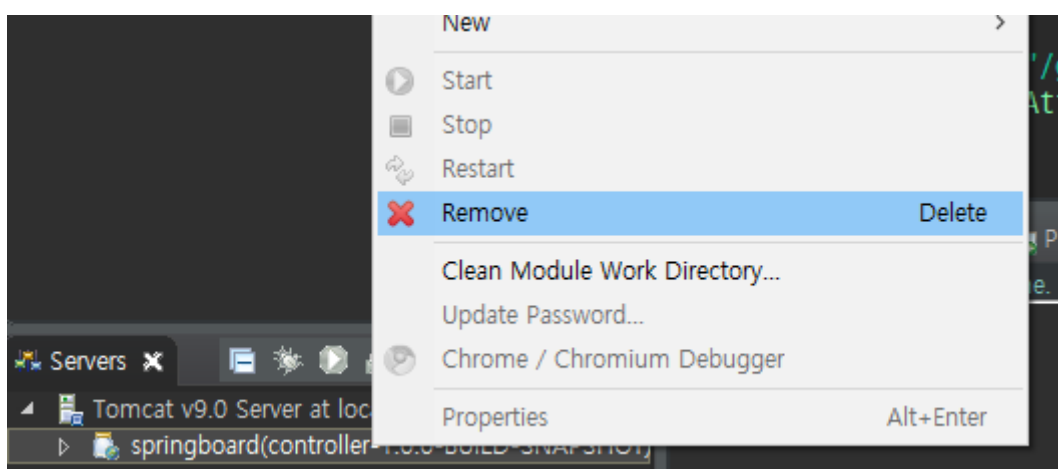 New
Start
Stop
Restart
Remove Delete
Clean Module Work Directory...
Update Password...
Chrome / Chromium Debugger
Properties Alt+Enter
Servers
Tomcat v9.0 Server at
springboard(controller-1.0.0-BUILD-SNAPSHOT)